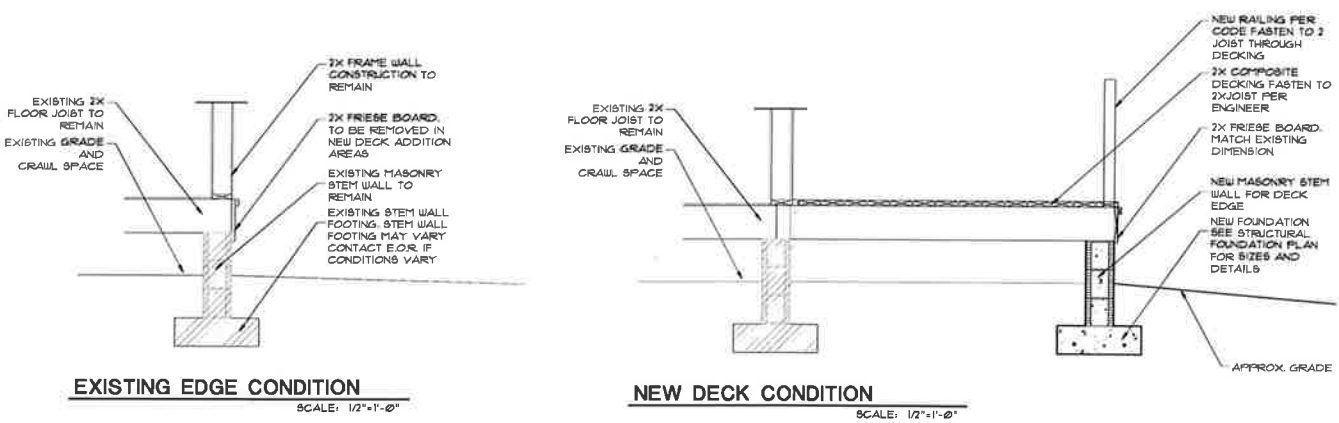 2X FRAME WALL
CONSTRUCTION TO
REMAIN
EXISTING 2X
FLOOR JOIST TO
REMAIN
EXISTING GRADE
AND
CRAWL SPACE
2X FRIESE BOARD.
TO BE REMOVED IN
NEW DECK ADDITION
AREAS
EXISTING MASONRY
STEM WALL TO
REMAIN
EXISTING STEM WALL
FOOTING. STEM WALL
FOOTING MAY VARY
CONTACT E.O.R. IF
CONDITIONS VARY
EXISTING EDGE CONDITION
SCALE: 1/2"=1'-0"
EXISTING 2X
FLOOR JOIST TO
REMAIN
EXISTING GRADE
AND
CRAWL SPACE
NEW RAILING PER
CODE FASTEN TO 2
JOIST THROUGH
DECKING
2X COMPOSITE
DECKING FASTEN TO
2XJOIST PER
ENGINEER
2X FRIESE BOARD.
MATCH EXISTING
DIMENSION
NEW MASONRY STEM
WALL FOR DECK
EDGE
NEW FOUNDATION
SEE STRUCTURAL
FOUNDATION PLAN
FOR SIZES AND
DETAILS
APPROX. GRADE
NEW DECK CONDITION
SCALE: 1/2"=1'-0"